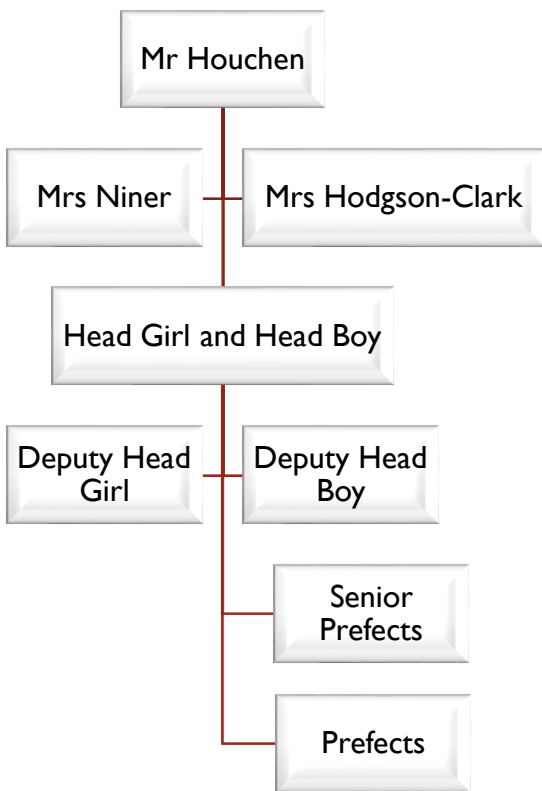 Mr Houchen
Mrs Niner
Mrs Hodgson-Clark
Head Girl and Head Boy
Deputy Head
Girl
Deputy Head
Boy
Senior
Prefects
Prefects